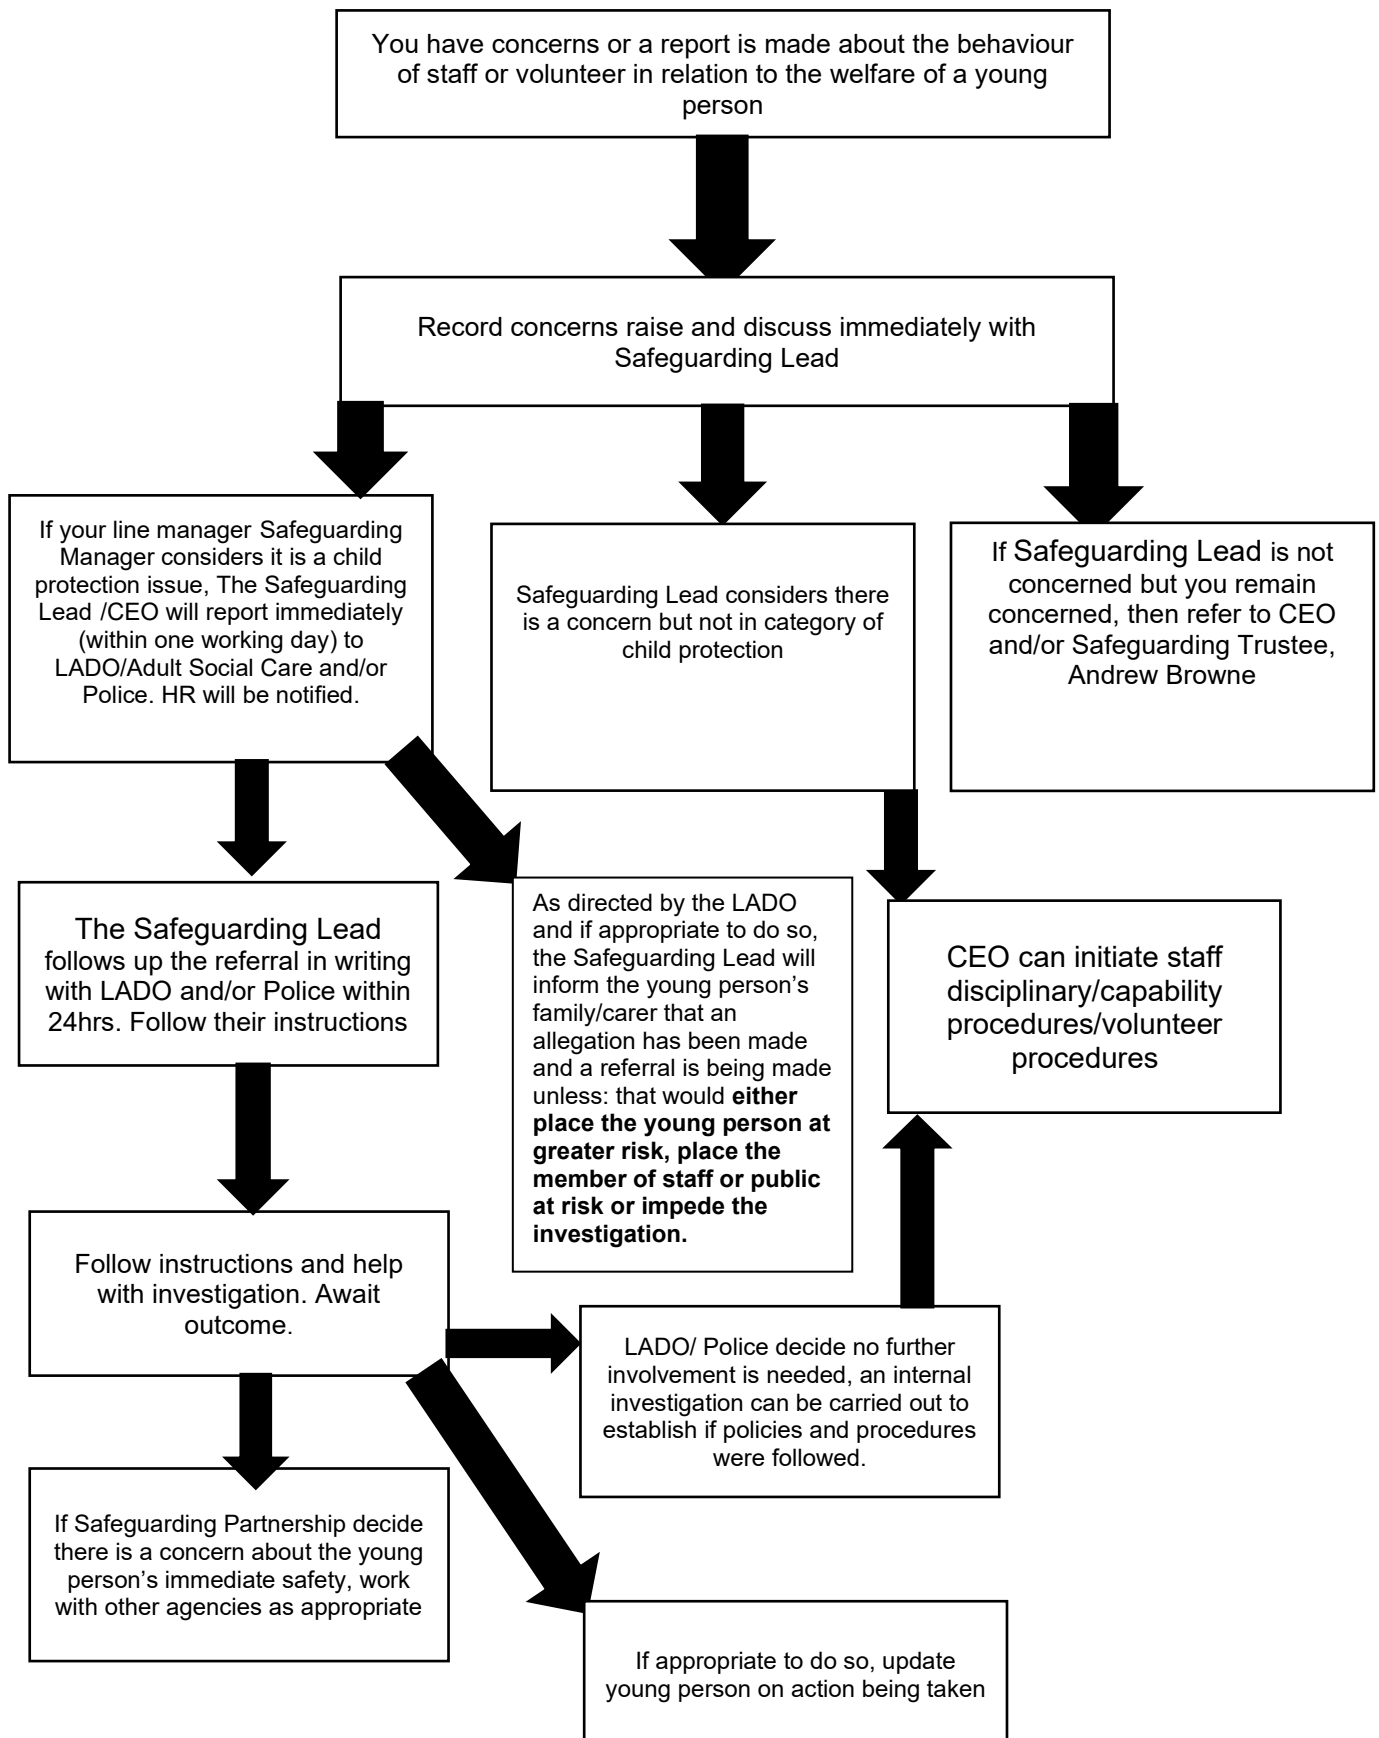 You have concerns or a report is made about the behaviour
of staff or volunteer in relation to the welfare of a young
person
Record concerns raise and discuss immediately with
Safeguarding Lead
If your line manager Safeguarding
Manager considers it is a child
protection issue, The Safeguarding
Lead /CEO will report immediately
(within one working day) to
LADO/Adult Social Care and/or
Police. HR will be notified.
Safeguarding Lead considers there
is a concern but not in category of
child protection
If Safeguarding Lead is not
concerned but you remain
concerned, then refer to CEO
and/or Safeguarding Trustee,
Andrew Browne
The Safeguarding Lead
follows up the referral in writing
with LADO and/or Police within
24hrs. Follow their instructions
As directed by the LADO
and if appropriate to do so,
the Safeguarding Lead will
inform the young person’s
family/carer that an
allegation has been made
and a referral is being made
unless: that would either
place the young person at
greater risk, place the
member of staff or public
at risk or impede the
investigation.
CEO can initiate staff
disciplinary/capability
procedures/volunteer
procedures
Follow instructions and help
with investigation. Await
outcome.
LADO/ Police decide no further
involvement is needed, an internal
investigation can be carried out to
establish if policies and procedures
were followed.
If Safeguarding Partnership decide
there is a concern about the young
person’s immediate safety, work
with other agencies as appropriate
If appropriate to do so, update
young person on action being taken